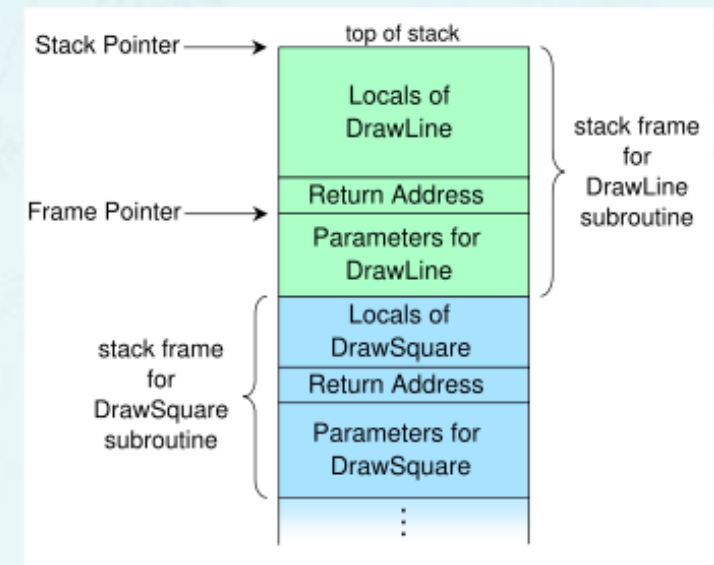 top of stack
Stack Pointer
Locals of
DrawLine
stack frame
for
DrawLine
subroutine
Return Address
Frame Pointer
Parameters for
DrawLine
Locals of
DrawSquare
stack frame
for
DrawSquare
subroutine
Return Address
Parameters for
DrawSquare